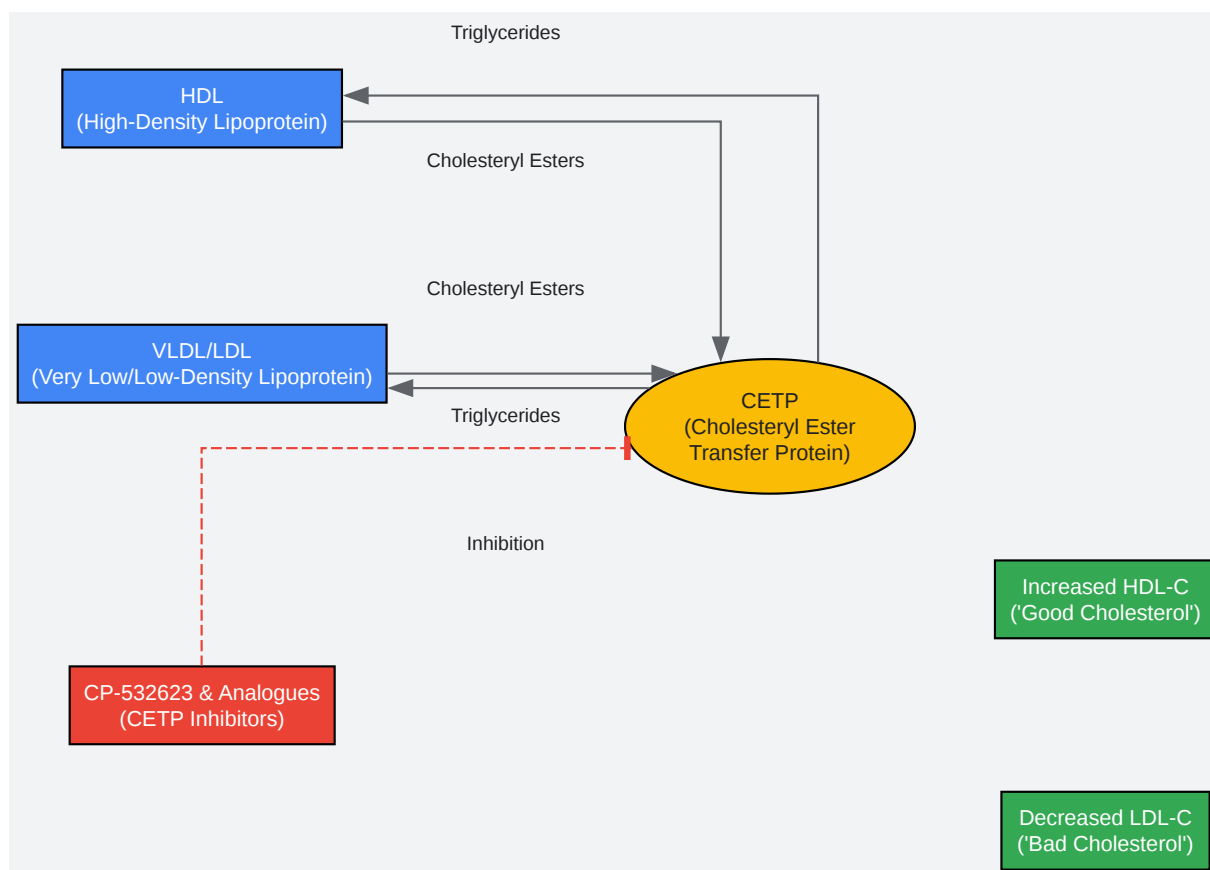 Triglycerides
HDL
(High-Density Lipoprotein)
Cholesteryl Esters
Cholesteryl Esters
VLDL/LDL
(Very Low/Low-Density Lipoprotein)
Triglycerides
CETP
(Cholesteryl Ester
Transfer Protein)
Inhibition
Increased HDL-C
('Good Cholesterol')
CP-532623 & Analogues
(CETP Inhibitors)
Decreased LDL-C
('Bad Cholesterol')